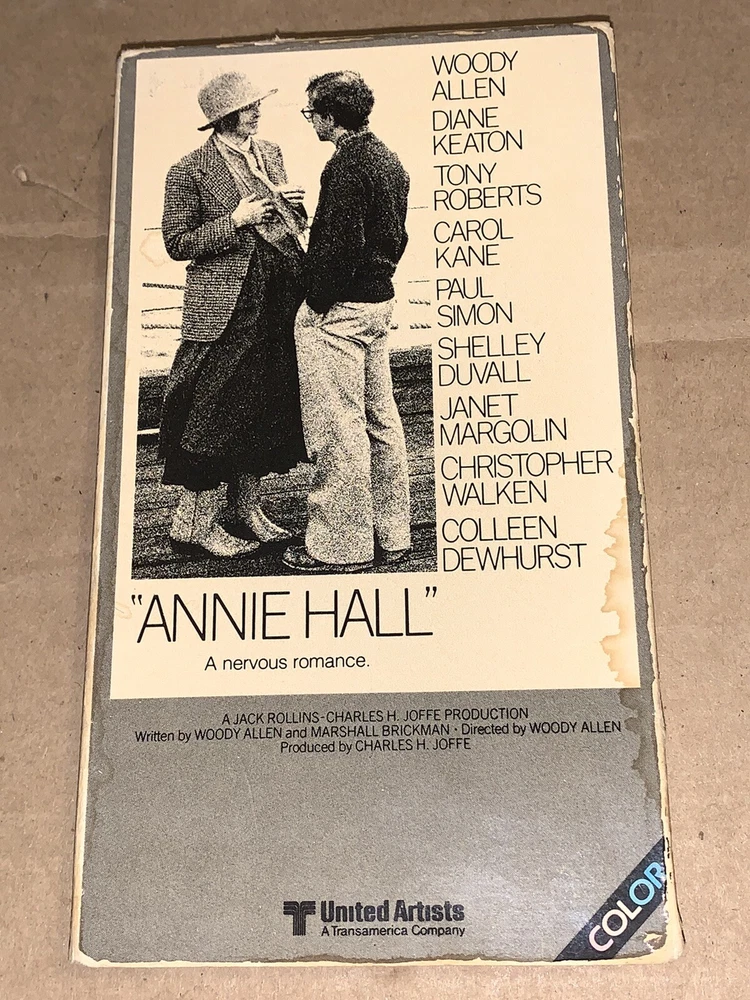 WOODY
ALLEN
DIANE
KEATON
TONY
ROBERTS
CAROL
KANE
PAUL
SIMON
SHELLEY
DUVALL
JANET
MARGOLIN
CHRISTOPHER
WALKEN
COLLEEN
DEWHURST
"ANNIE HALL"
A nervous romance.
A JACK ROLLINS-CHARLES H. JOFFE PRODUCTION
Written by WOODY ALLEN and MARSHALL BRICKMAN · Directed by WOODY ALLEN
Produced by CHARLES H. JOFFE
United Artists
A Transamerica Company
COLOR